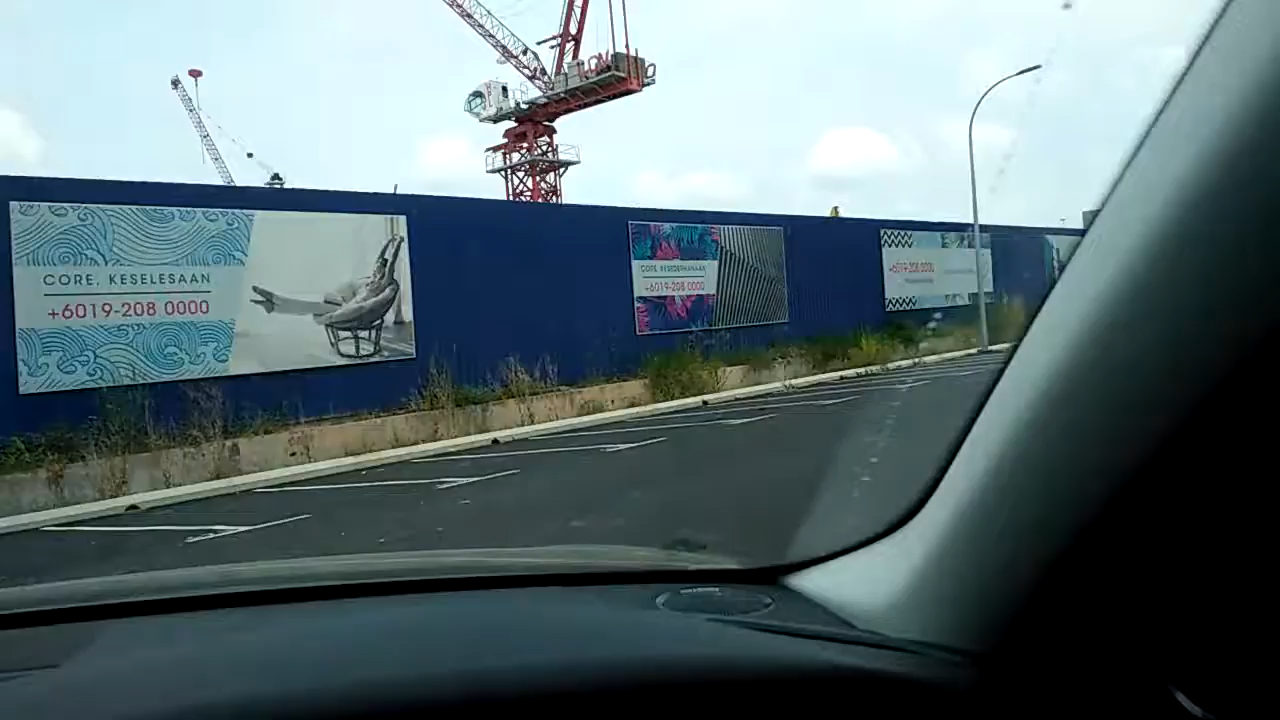 CORE, KESELESAAN
+6019-208 0000
CORE, KESEDERHANAAN
+6019-208 0000
+6019-208 0000